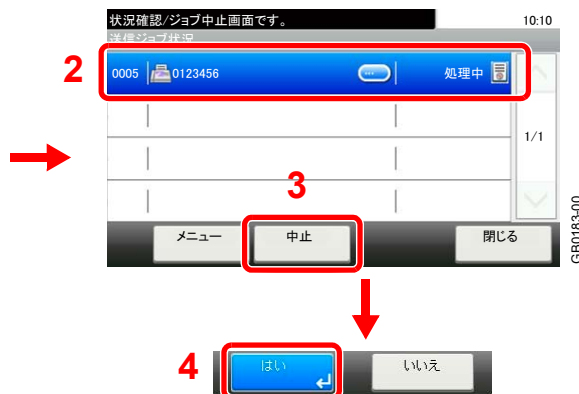 状況確認/ジョブ中止画面です。 10:10
送信ジョブ状況
2
0005 0123456 処理中
1/1
3
メニュー 中止 閉じる
GB0183-00
4
はい いいえ